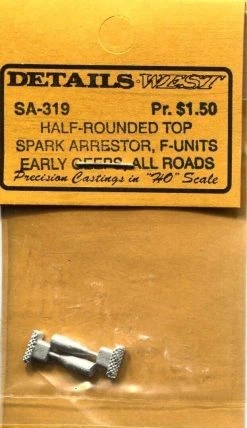 DETAILS WEST
SA-319 Pr. $1.50
HALF-ROUNDED TOP
SPARK ARRESTOR, F-UNITS
EARLY GEEPS, ALL ROADS
Precision Castings in "HO" Scale